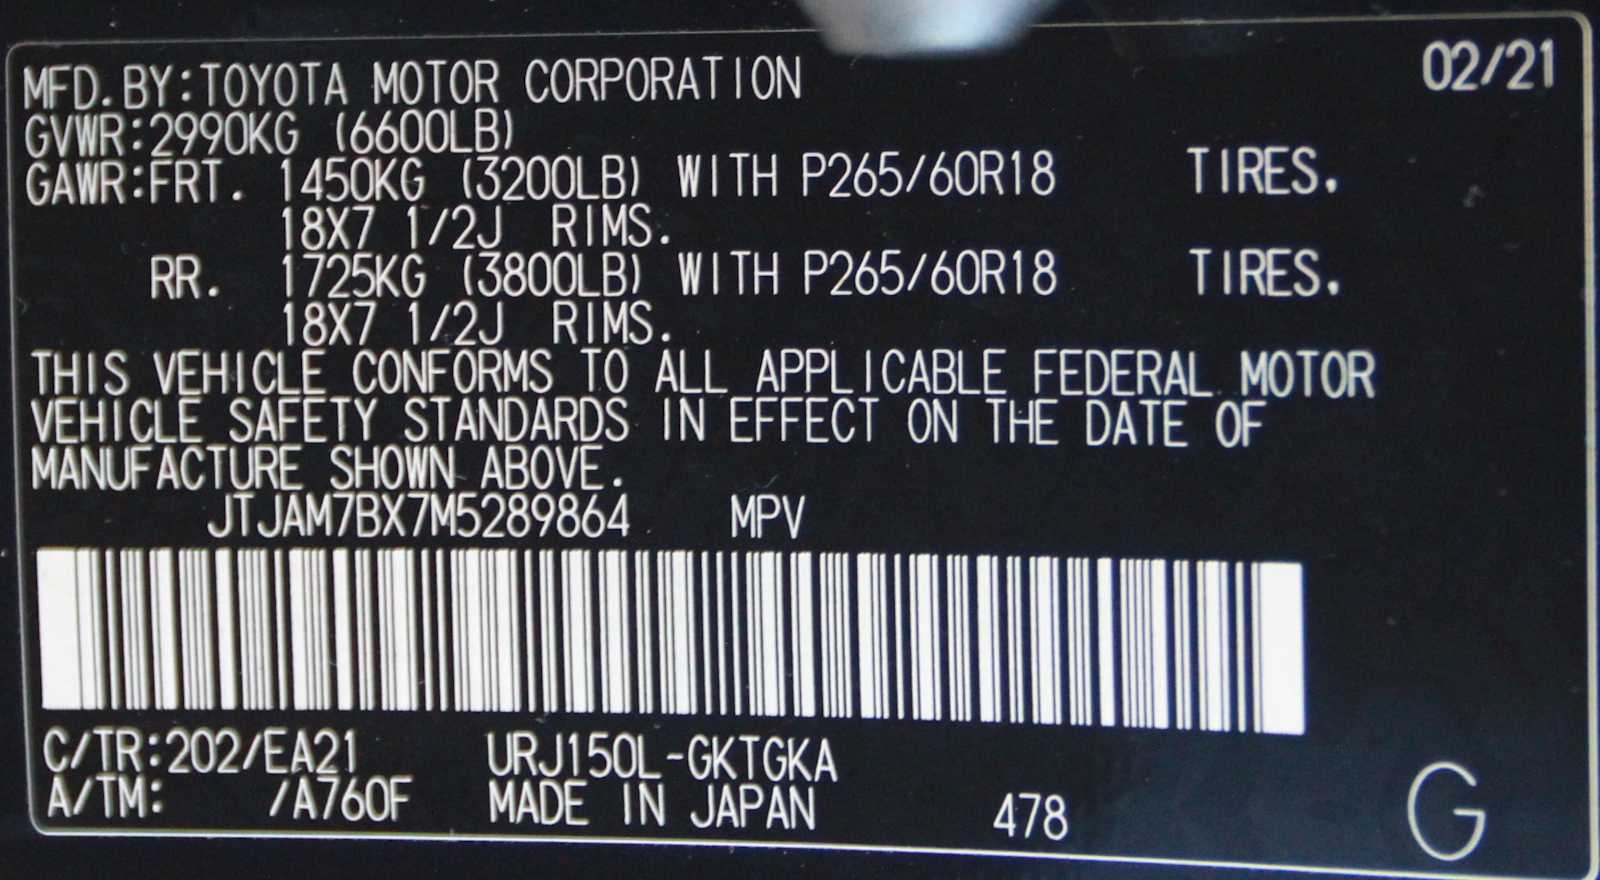 02/21
MFD.BY:TOYOTA MOTOR CORPORATION
GVWR:2990KG (6600LB)
GAWR:FRT. 1450KG (3200LB) WITH P265/60R18 TIRES.
18X7 1/2J RIMS.
RR. 1725KG (3800LB) WITH P265/60R18 TIRES.
18X7 1/2J RIMS.
THIS VEHICLE CONFORMS TO ALL APPLICABLE FEDERAL MOTOR
VEHICLE SAFETY STANDARDS IN EFFECT ON THE DATE OF
MANUFACTURE SHOWN ABOVE.
JTJAM7BX7M5289864 MPV
C/TR:202/EA21 URJ150L-GKTGKA
A/TM: /A760F MADE IN JAPAN 478
G